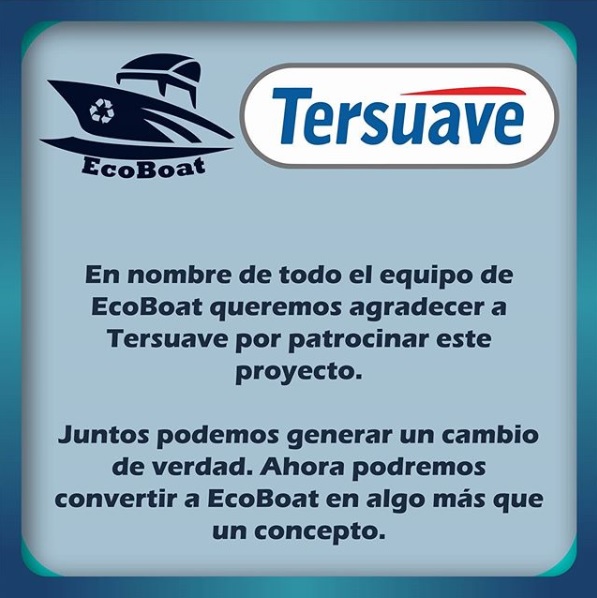 EcoBoat
Tersuave
En nombre de todo el equipo de
EcoBoat queremos agradecer a
Tersuave por patrocinar este
proyecto.
Juntos podemos generar un cambio
de verdad. Ahora podremos
convertir a EcoBoat en algo más que
un concepto.